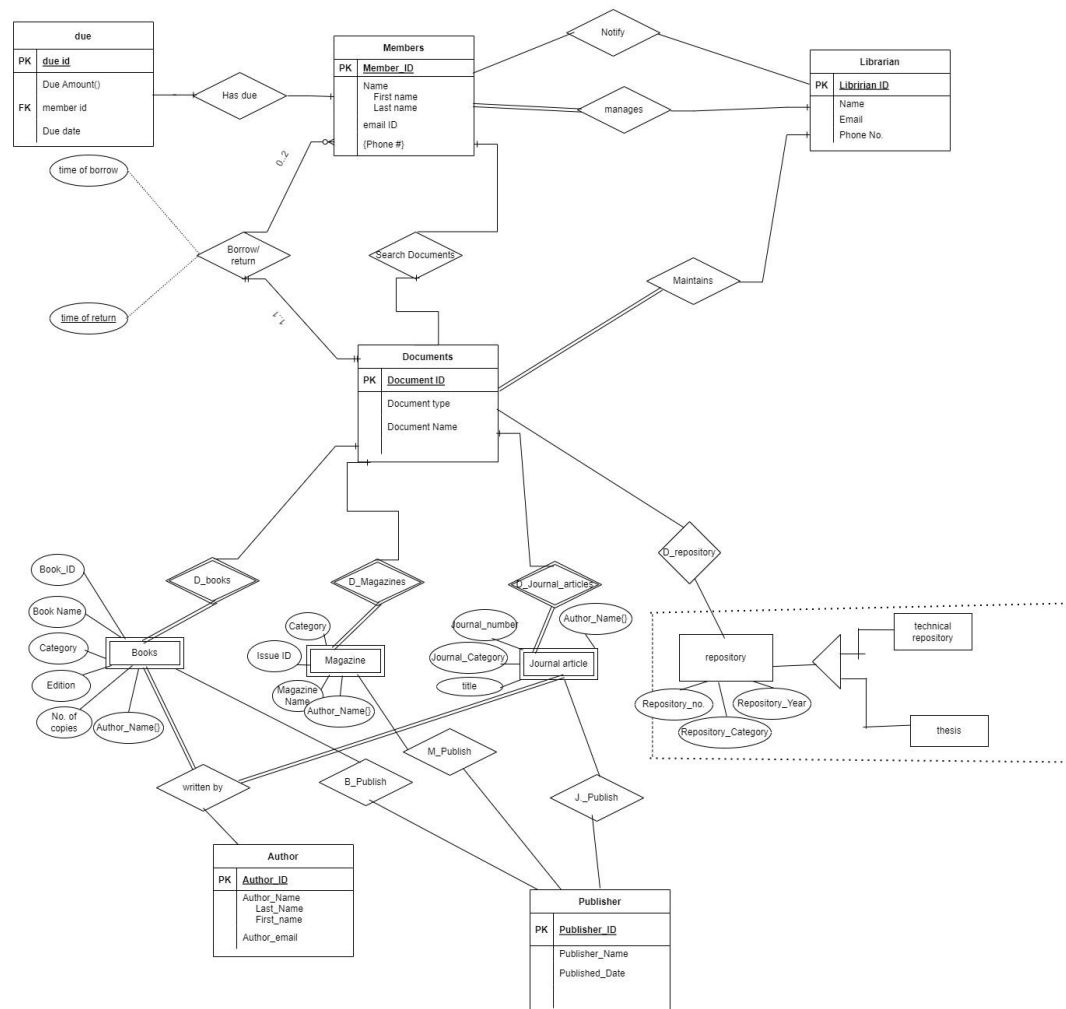 due
PK due id
Due Amount()
FK member id
Due date
Members
PK Member_ID
Name
First name
Last name
email ID
{Phone #}
Notify
Librarian
PK Libririan ID
Name
Email
Phone No.
Has due
manages
time of borrow
0..2
Borrow/
return
Search Documents
Maintains
time of return
1..1
Documents
PK Document ID
Document type
Document Name
D_books
D_Magazines
D_Journal_articles
D_repository
Book_ID
Book Name
Category
Edition
No. of
copies
Author_Name{}
Books
Category
Issue ID
Magazine
Name
Author_Name{}
Magazine
Journal_number
Author_Name{}
Journal_Category
title
Journal article
repository
Repository_no.
Repository_Year
Repository_Category
technical
repository
thesis
written by
B_Publish
M_Publish
J._Publish
Author
PK Author_ID
Author_Name
Last_Name
First_name
Author_email
Publisher
PK Publisher_ID
Publisher_Name
Published_Date